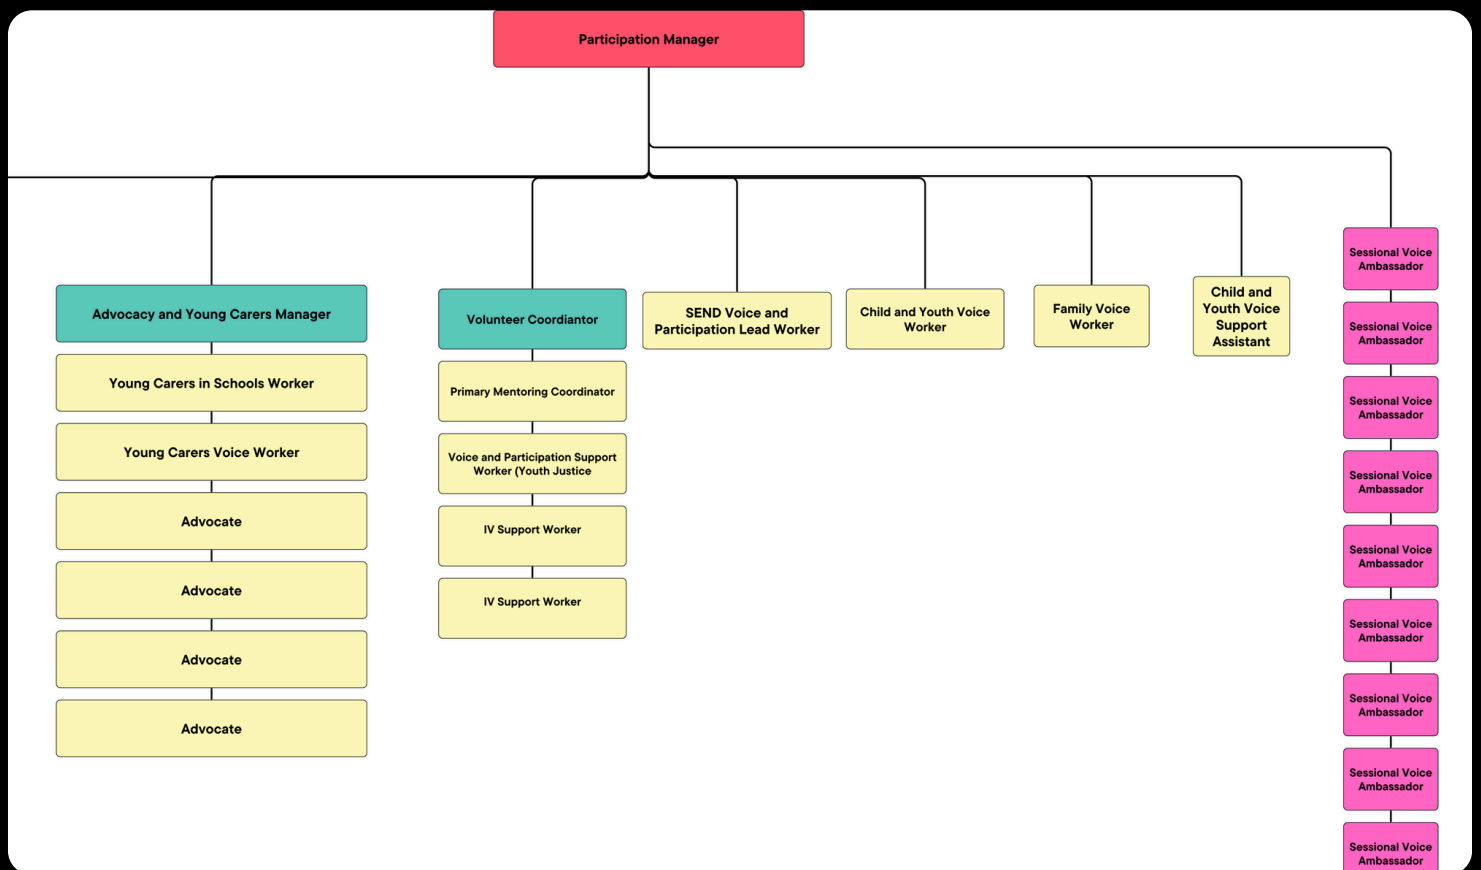 Participation Manager
Advocacy and Young Carers Manager
Young Carers in Schools Worker
Young Carers Voice Worker
Advocate
Advocate
Advocate
Advocate
Volunteer Coordiantor
Primary Mentoring Coordinator
Voice and Participation Support
Worker (Youth Justice
IV Support Worker
IV Support Worker
SEND Voice and
Participation Lead Worker
Child and Youth Voice
Worker
Family Voice
Worker
Child and
Youth Voice
Support
Assistant
Sessional Voice
Ambassador
Sessional Voice
Ambassador
Sessional Voice
Ambassador
Sessional Voice
Ambassador
Sessional Voice
Ambassador
Sessional Voice
Ambassador
Sessional Voice
Ambassador
Sessional Voice
Ambassador
Sessional Voice
Ambassador